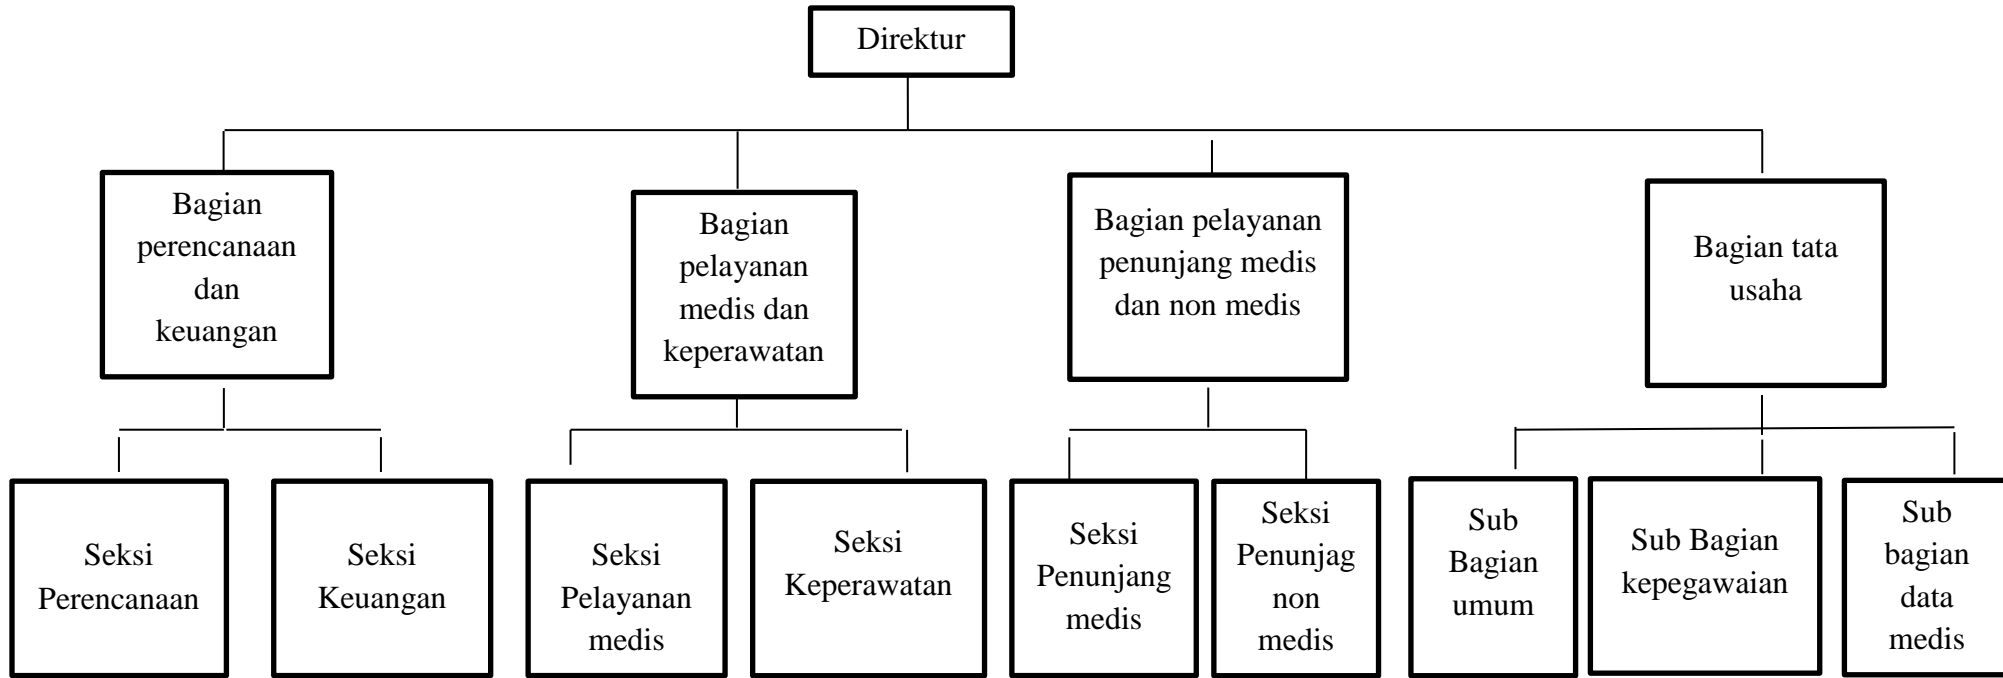 Direktur
Bagian
perencanaan
dan
keuangan
Bagian
pelayanan
medis dan
keperawatan
Bagian pelayanan
penunjang medis
dan non medis
Bagian tata
usaha
Seksi
Perencanaan
Seksi
Keuangan
Seksi
Pelayanan
medis
Seksi
Keperawatan
Seksi
Penunjang
medis
Seksi
Penunjag
non
medis
Sub
Bagian
umum
Sub Bagian
kepegawaian
Sub
bagian
data
medis